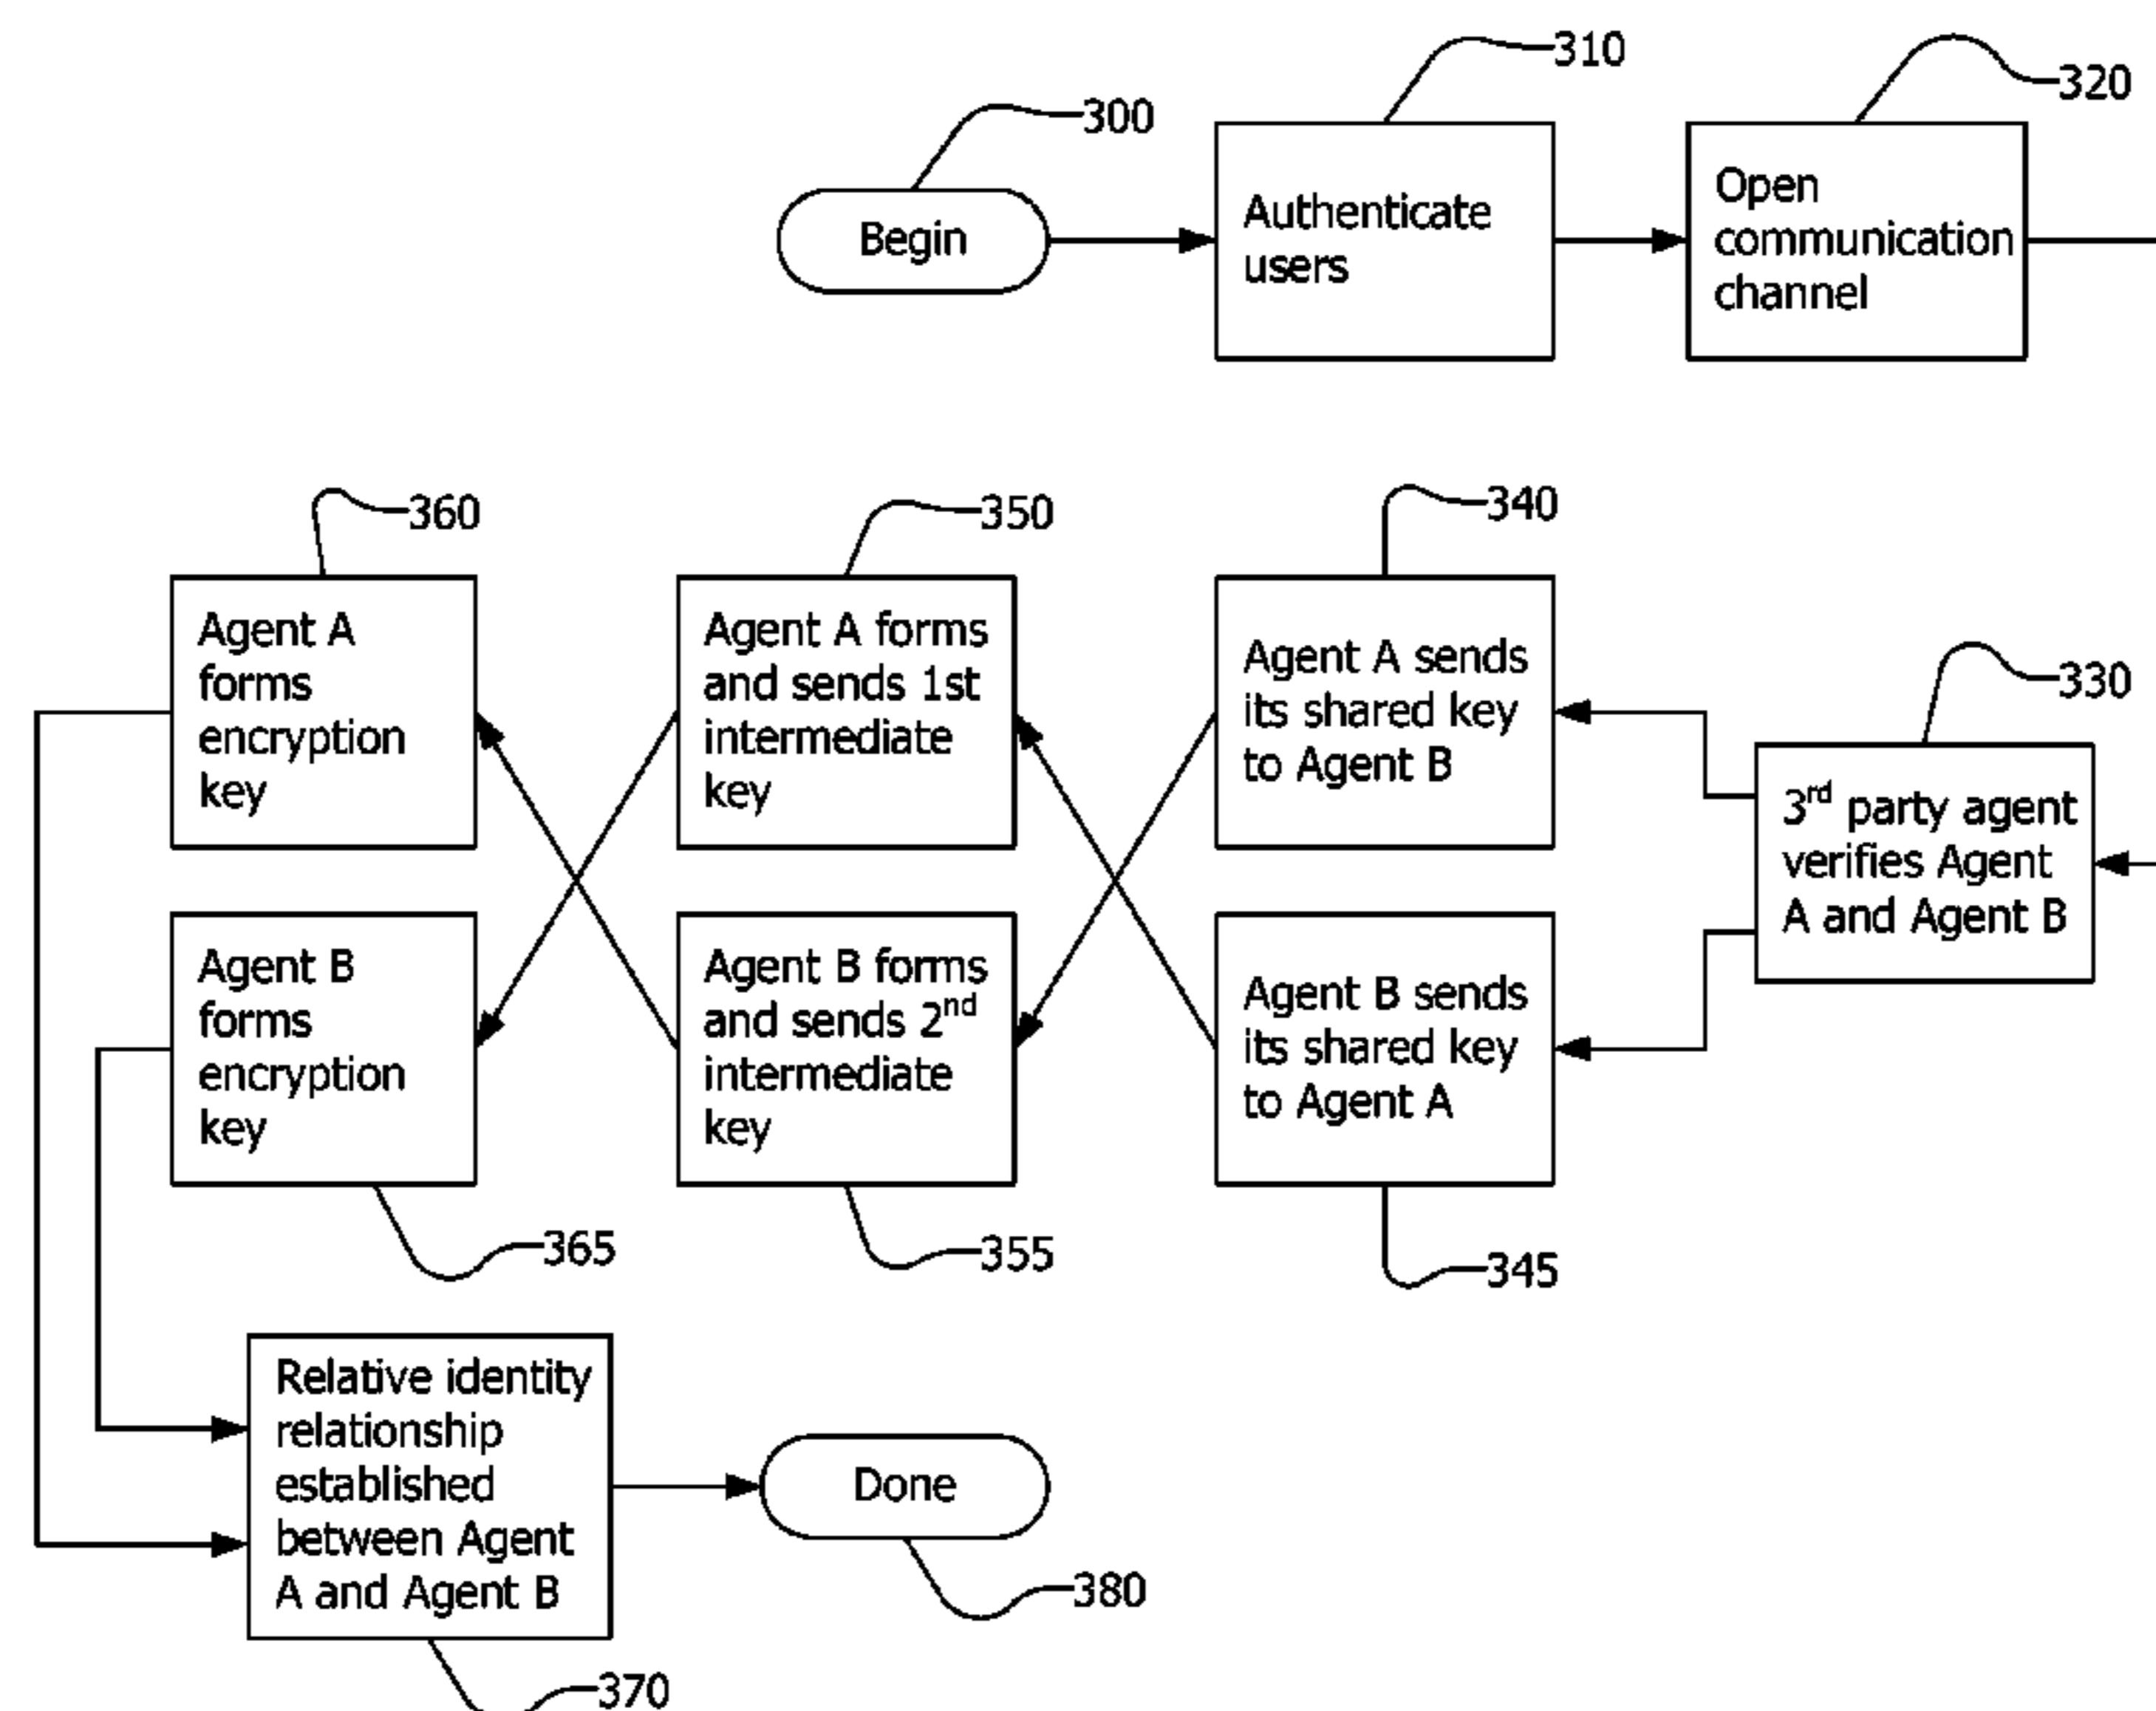 310
320
300
Begin
Authenticate
users
Open
communication
channel
360
350
340
330
Agent A
forms
encryption
key
Agent A forms
and sends 1st
intermediate
key
Agent A sends
its shared key
to Agent B
3rd party agent
verifies Agent
A and Agent B
Agent B
forms
encryption
key
Agent B forms
and sends 2nd
intermediate
key
Agent B sends
its shared key
to Agent A
365
355
345
Relative identity
relationship
established
between Agent
A and Agent B
Done
380
370